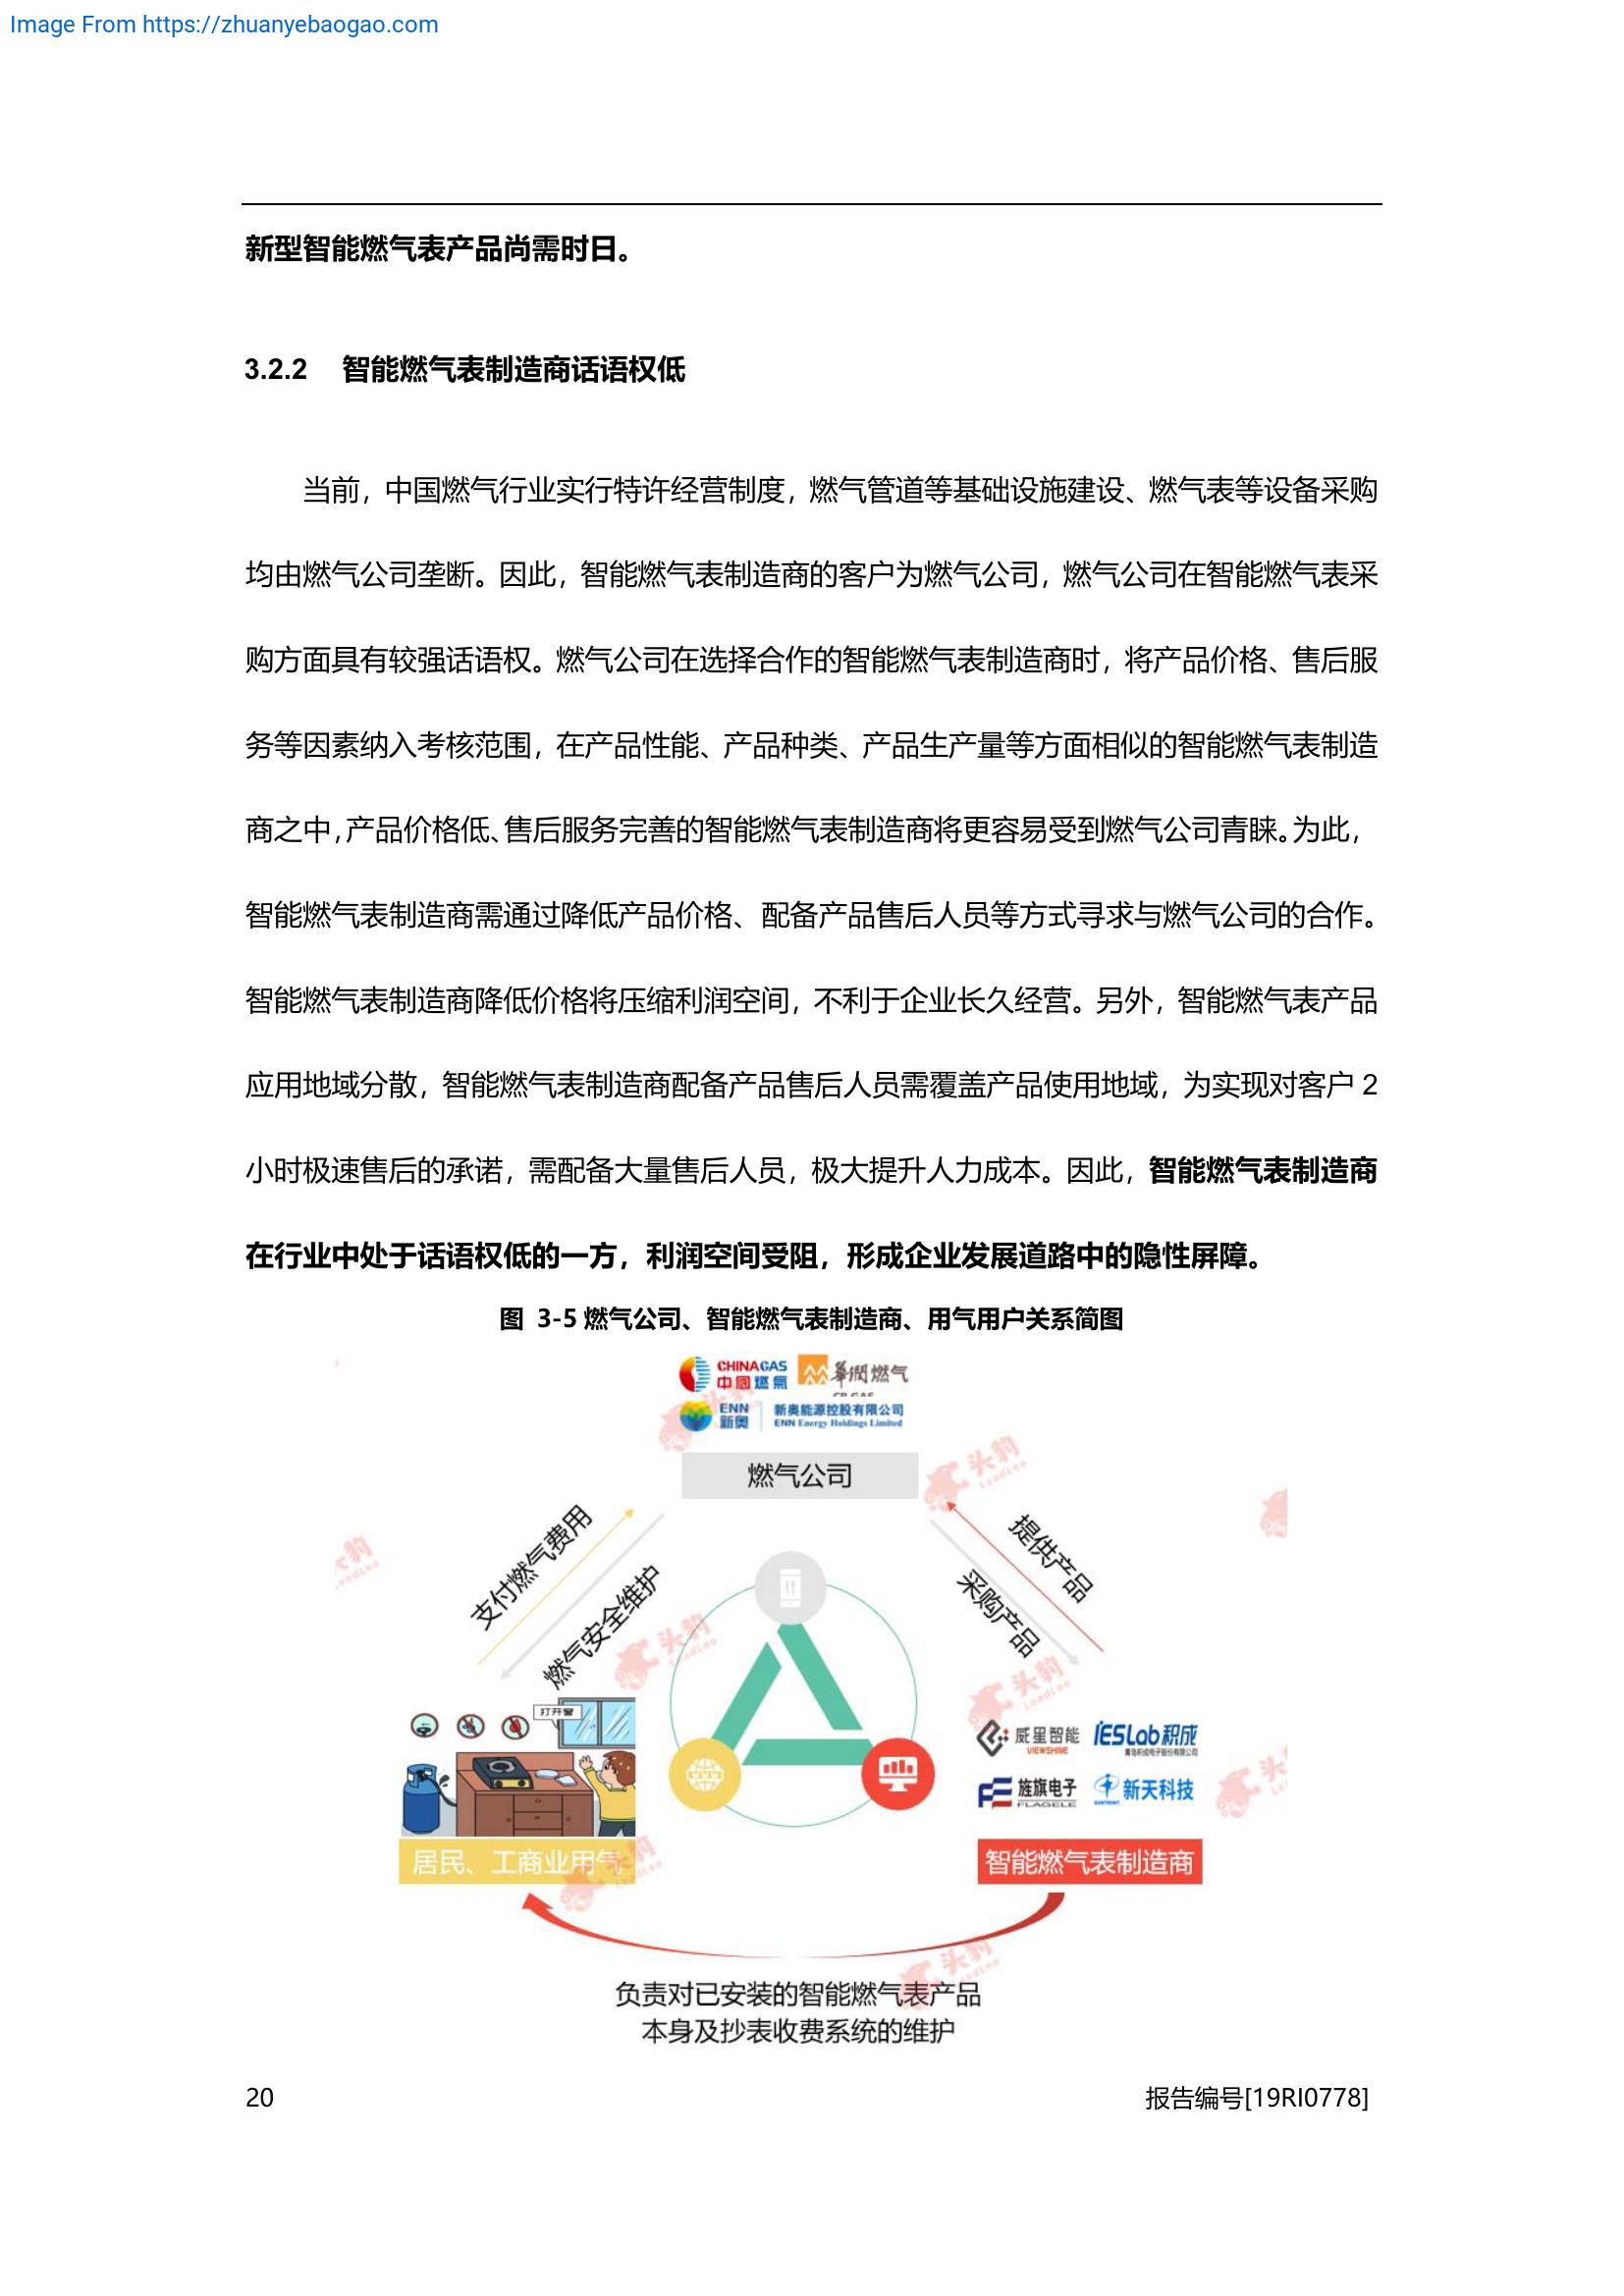 Image From https://zhuanyebaogao.com
新型智能燃气表产品尚需时日。
3.2.2 智能燃气表制造商话语权低
当前，中国燃气行业实行特许经营制度，燃气管道等基础设施建设、燃气表等设备采购
均由燃气公司垄断。因此，智能燃气表制造商的客户为燃气公司，燃气公司在智能燃气表采
购方面具有较强话语权。燃气公司在选择合作的智能燃气表制造商时，将产品价格、售后服
务等因素纳入考核范围，在产品性能、产品种类、产品生产量等方面相似的智能燃气表制造
商之中，产品价格低、售后服务完善的智能燃气表制造商将更容易受到燃气公司青睐。为此，
智能燃气表制造商需通过降低产品价格、配备产品售后人员等方式寻求与燃气公司的合作。
智能燃气表制造商降低价格将压缩利润空间，不利于企业长久经营。另外，智能燃气表产品
应用地域分散，智能燃气表制造商配备产品售后人员需覆盖产品使用地域，为实现对客户 2
小时极速售后的承诺，需配备大量售后人员，极大提升人力成本。因此，智能燃气表制造商
在行业中处于话语权低的一方，利润空间受阻，形成企业发展道路中的隐性屏障。
图 3-5 燃气公司、智能燃气表制造商、用气用户关系简图
CHINAGAS
中国燃氣
華潤燃气
ENN
新奥
新奥能源控股有限公司
ENN Energy Holdings Limited
燃气公司
支付燃气费用
燃气安全维护
提供产品
采购产品
打开窗
威星智能
VIEWSHINE
iESLab积成
青岛积成电子股份有限公司
旌旗电子
FLAGELE
新天科技
SUNTRONT
居民、工商业用气
智能燃气表制造商
负责对已安装的智能燃气表产品
本身及抄表收费系统的维护
头豹
LeadLeo
20
报告编号[19RI0778]